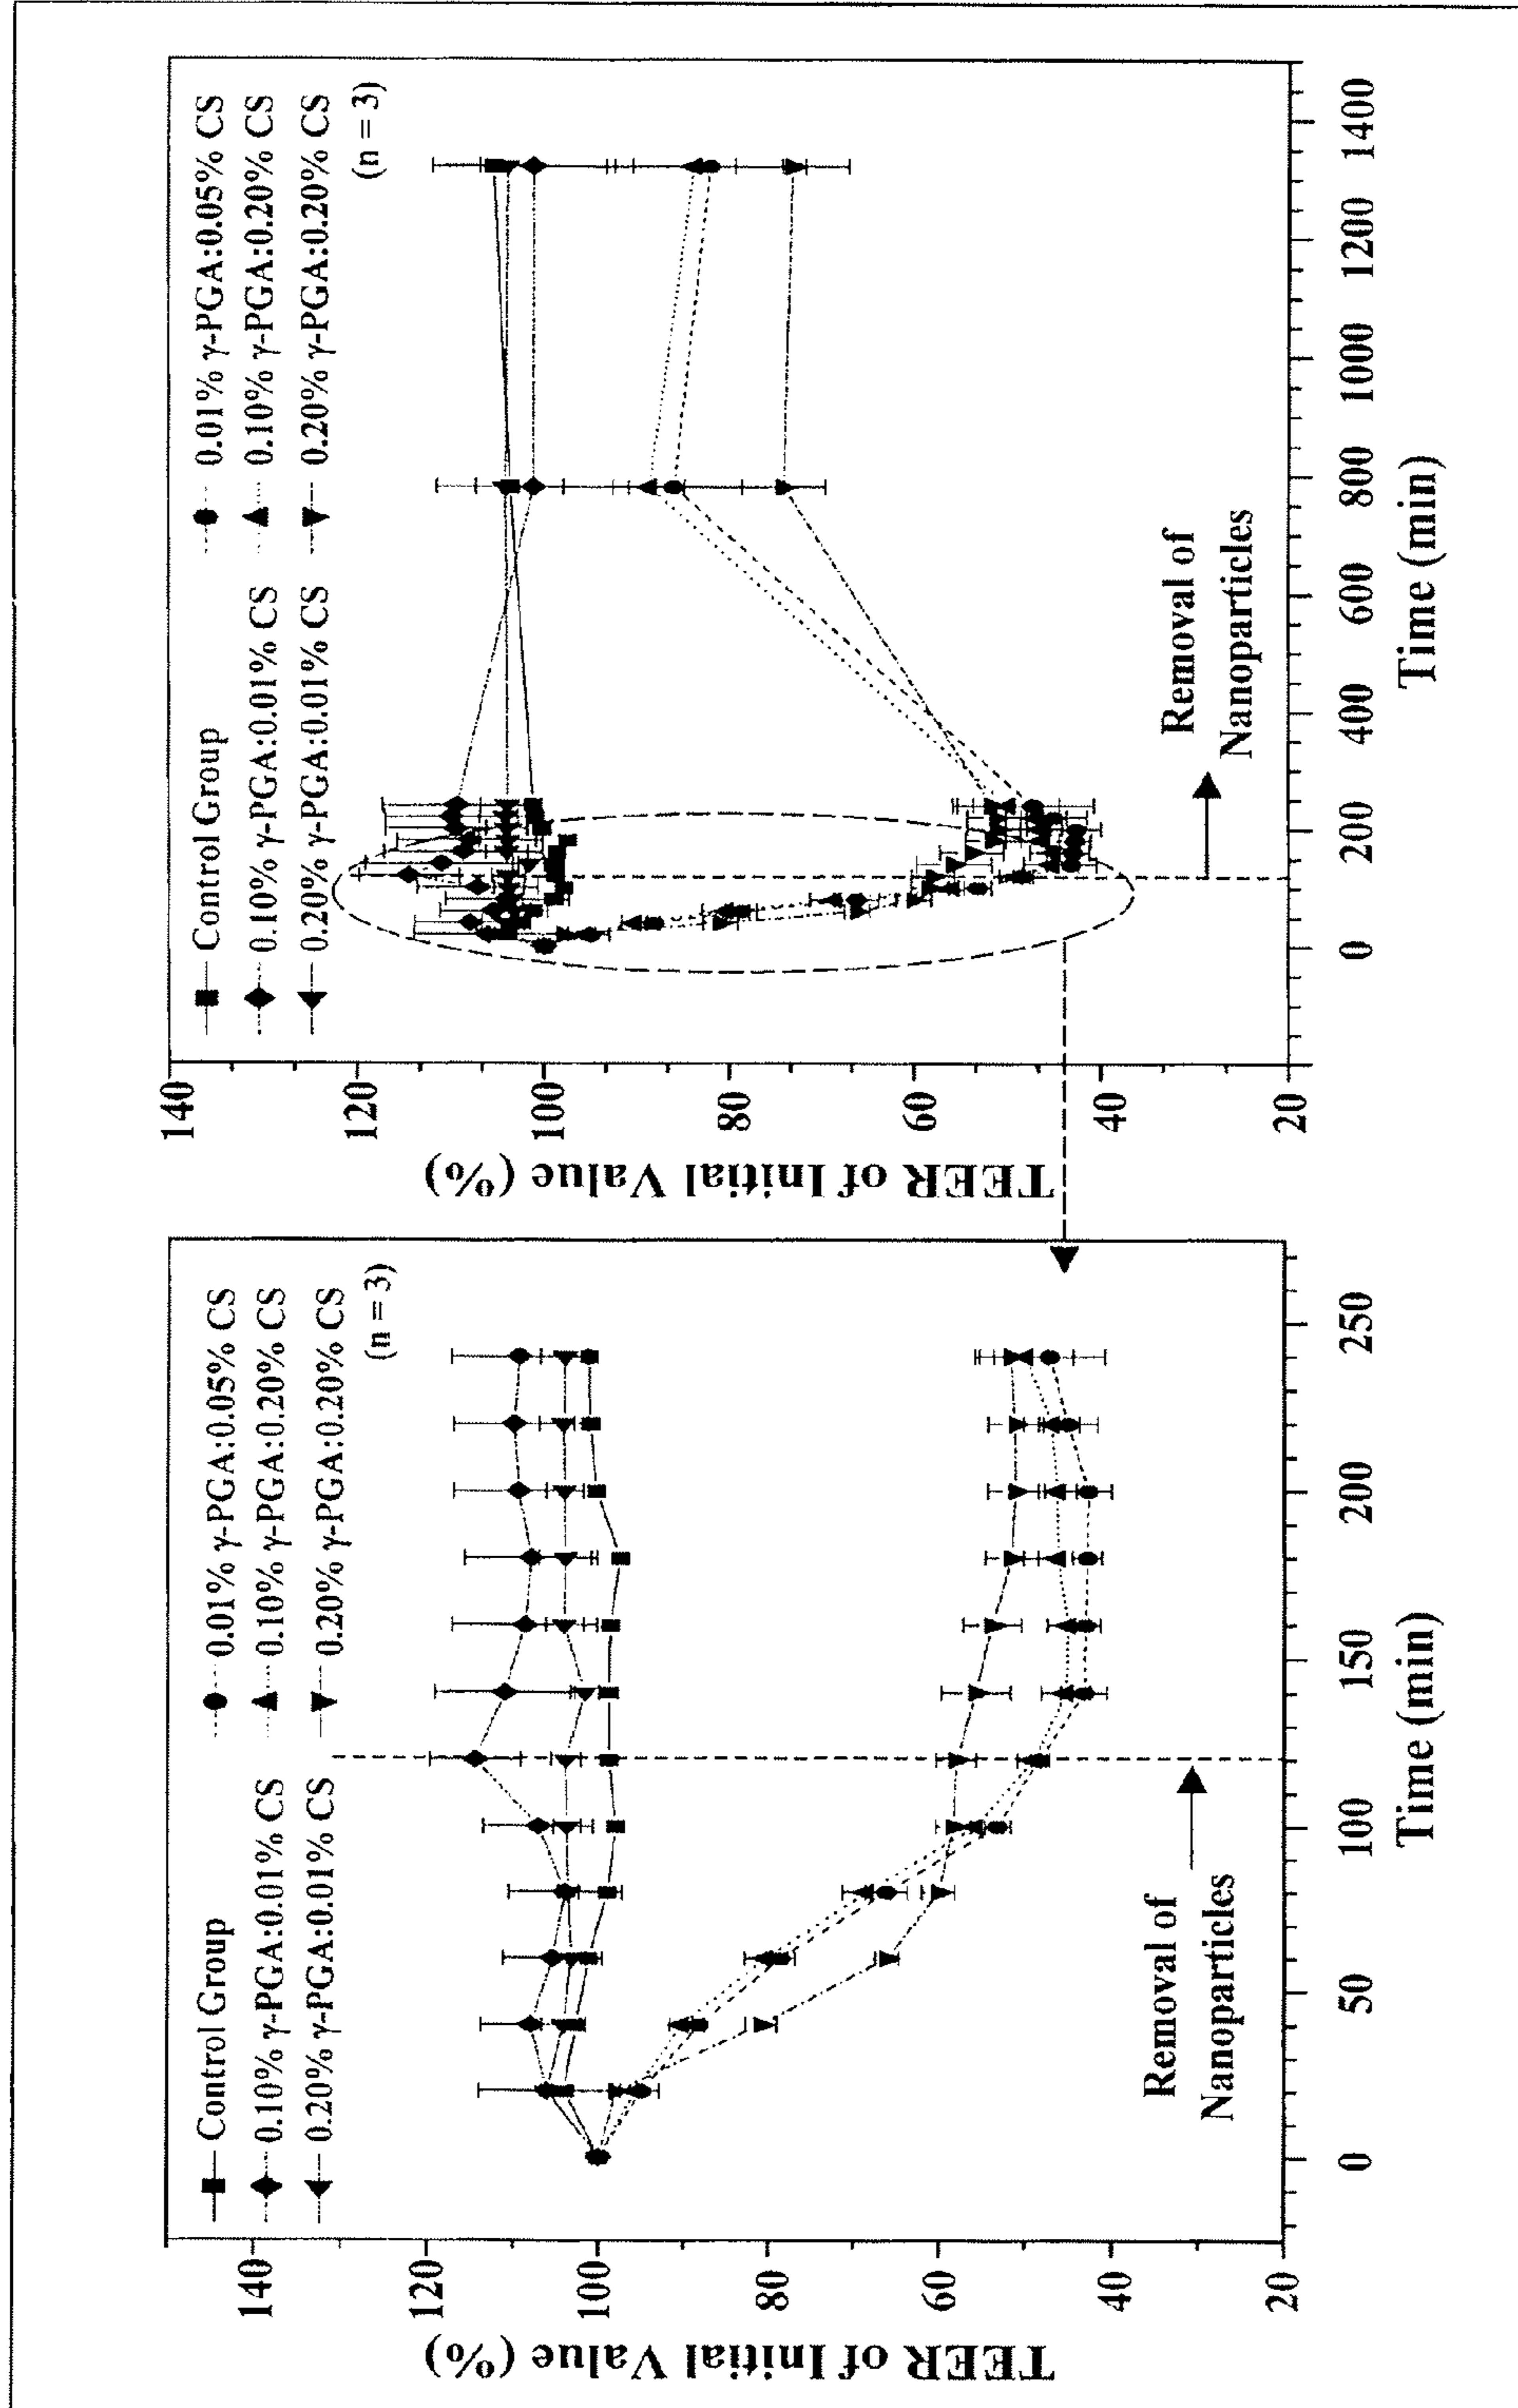 Control Group
0.10% γ-PGA:0.01% CS
0.20% γ-PGA:0.01% CS
0.01% γ-PGA:0.05% CS
0.10% γ-PGA:0.20% CS
0.20% γ-PGA:0.20% CS
(n = 3)
140
120
100
80
60
40
20
TEER of Initial Value (%)
Removal of
Nanoparticles
0
50
100
150
200
250
Time (min)
Control Group
0.10% γ-PGA:0.01% CS
0.20% γ-PGA:0.01% CS
0.01% γ-PGA:0.05% CS
0.10% γ-PGA:0.20% CS
0.20% γ-PGA:0.20% CS
(n = 3)
140
120
100
80
60
40
20
TEER of Initial Value (%)
Removal of
Nanoparticles
0
200
400
600
800
1000
1200
1400
Time (min)